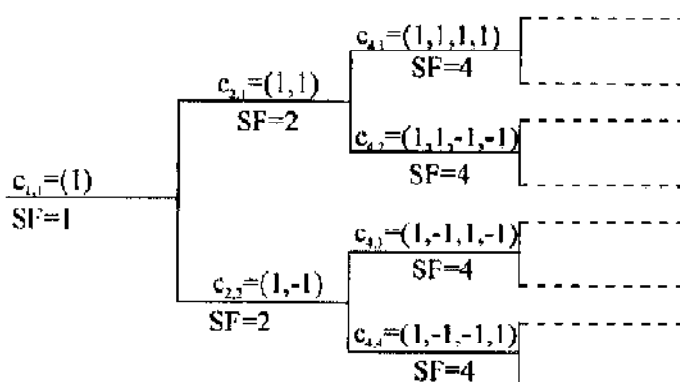 c₄,₁=(1,1,1,1)
SF=4
c₂,₁=(1,1)
SF=2
c₄,₂=(1,1,-1,-1)
SF=4
c₁,₁=(1)
SF=1
c₄,₃=(1,-1,1,-1)
SF=4
c₂,₂=(1,-1)
SF=2
c₄,₄=(1,-1,-1,1)
SF=4